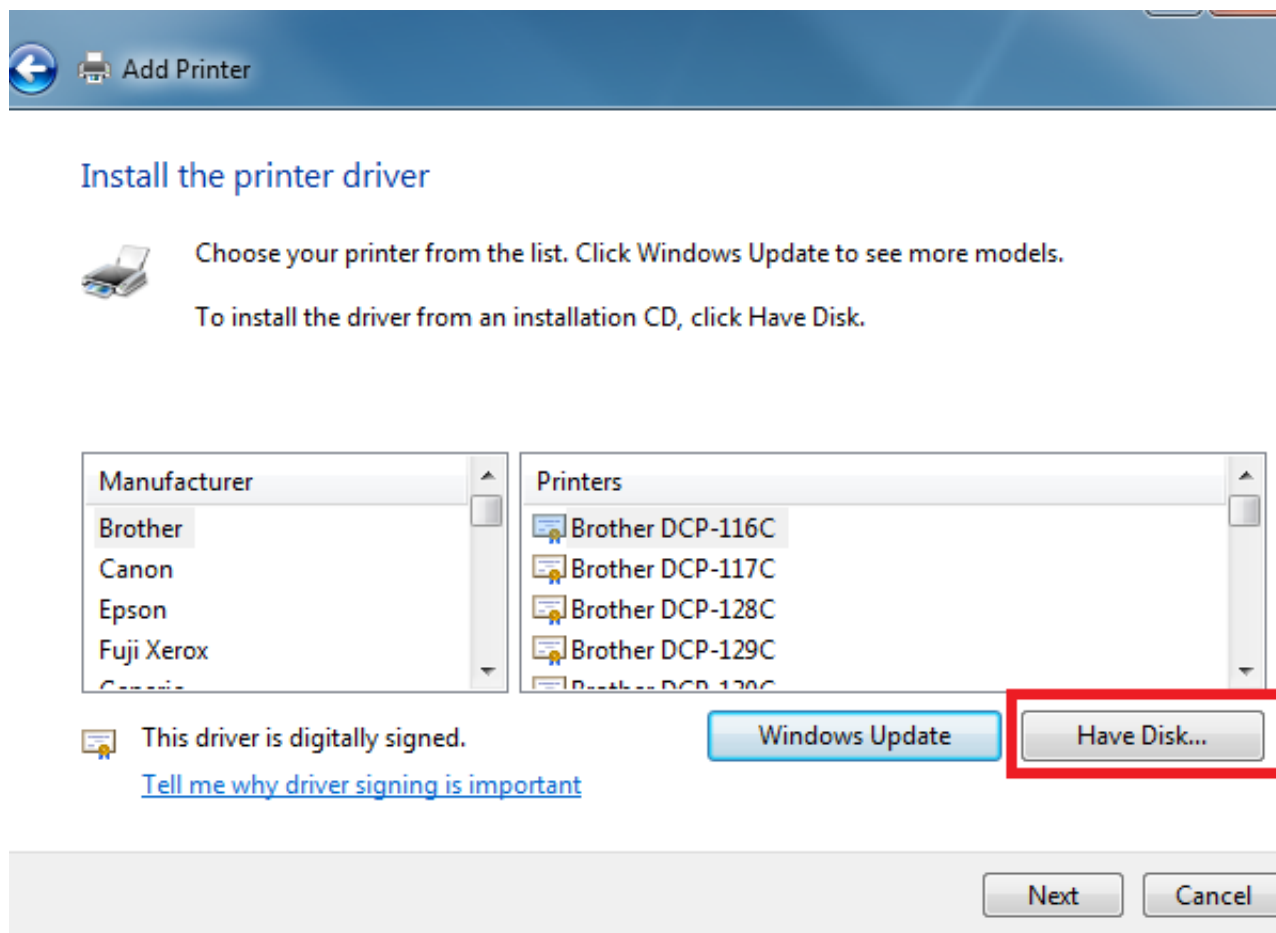 Add Printer
Install the printer driver
Choose your printer from the list. Click Windows Update to see more models.
To install the driver from an installation CD, click Have Disk.
Manufacturer
Brother
Canon
Epson
Fuji Xerox
Printers
Brother DCP-116C
Brother DCP-117C
Brother DCP-128C
Brother DCP-129C
This driver is digitally signed.
Tell me why driver signing is important
Windows Update
Have Disk...
Next
Cancel